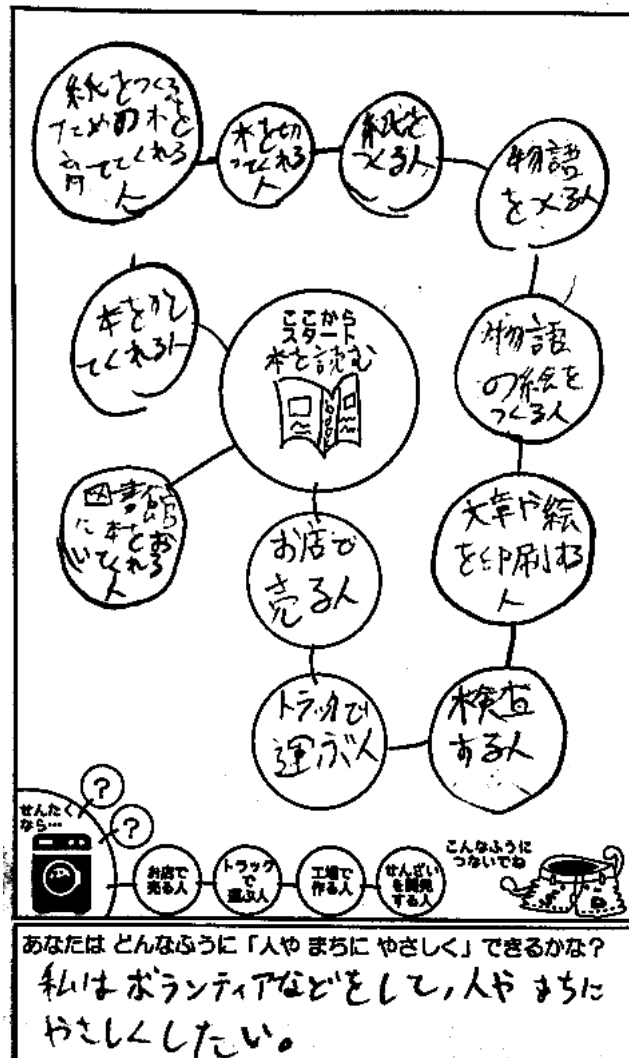 紙をつくる
ための木を
育ててくれる
人
木を切
ってくれる
人
紙を
つくる人
物語
をつくる人
本をかし
てくれる人
ここから
スタート
本を読む
物語
の絵を
つくる人
図書館
に本をおろ
いてくれる
人
お店で
売る人
文章や絵
を印刷する
人
トラックで
運ぶ人
検査
する人
せんたく
なら…
?
?
お店で
売る人
トラック
で
運ぶ人
工場で
作る人
せんざい
を開発
する人
こんなふうに
つないでね
あなたは どんなふうに「人や まちに やさしく」できるかな?
私は ボランティアなどをして,人や まちに
やさしくしたい。